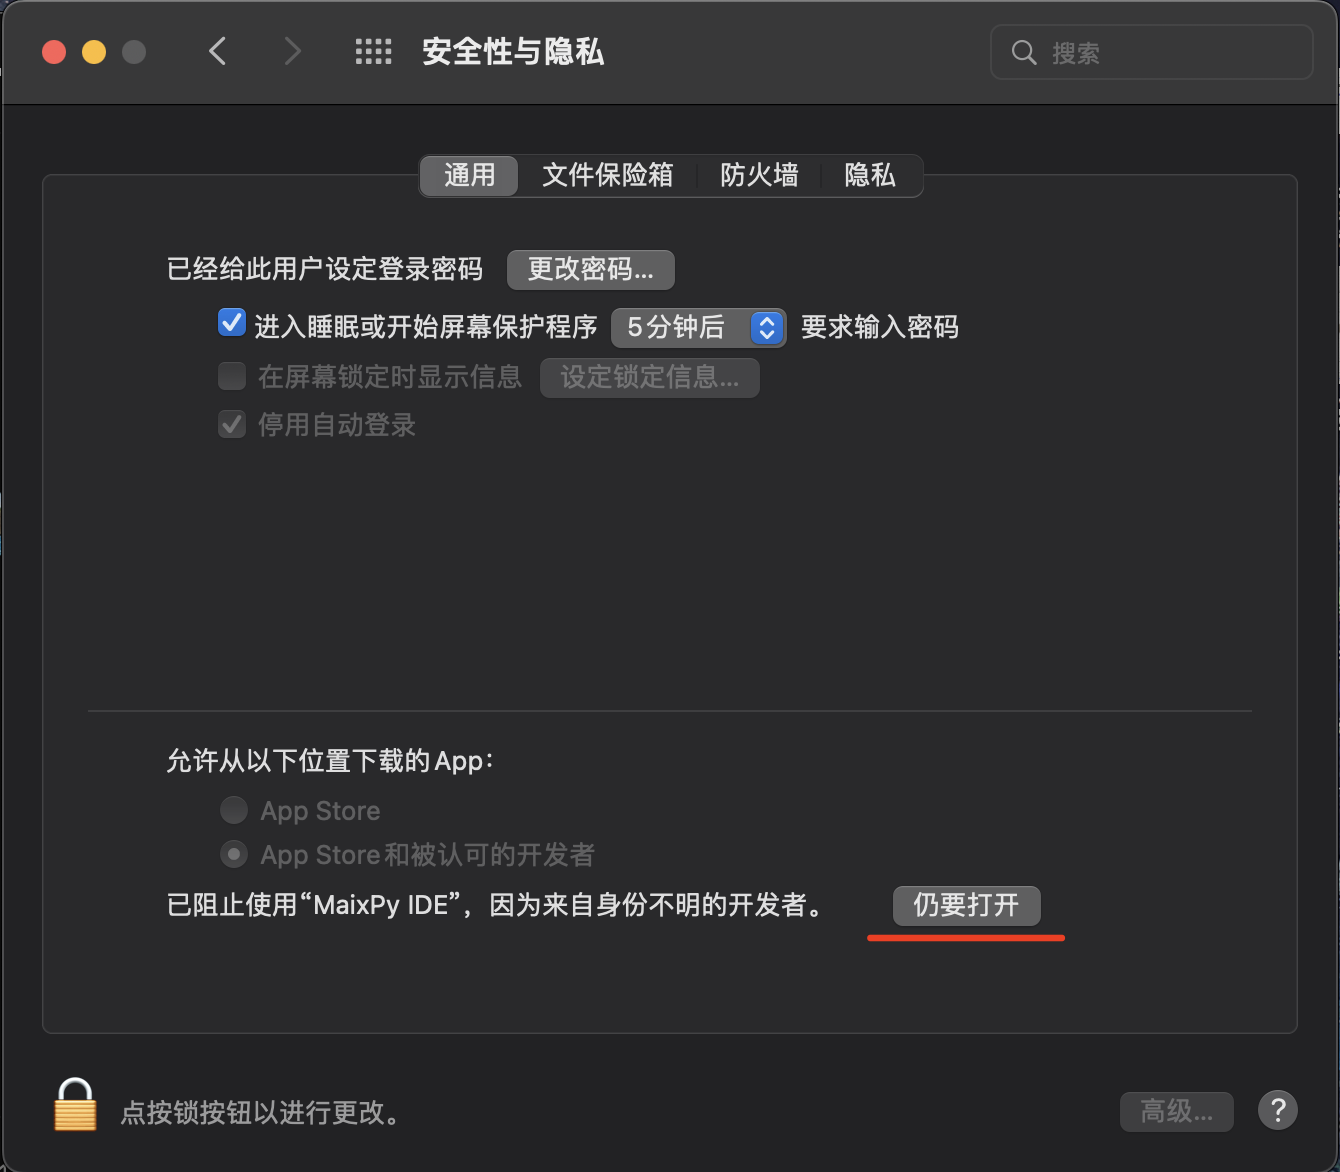 安全性与隐私
搜索
通用 文件保险箱 防火墙 隐私
已经给此用户设定登录密码 更改密码...
进入睡眠或开始屏幕保护程序 5分钟后 要求输入密码
在屏幕锁定时显示信息 设定锁定信息...
停用自动登录
允许从以下位置下载的App：
App Store
App Store和被认可的开发者
已阻止使用“MaixPy IDE”，因为来自身份不明的开发者。 仍要打开
点按锁按钮以进行更改。
高级... ?